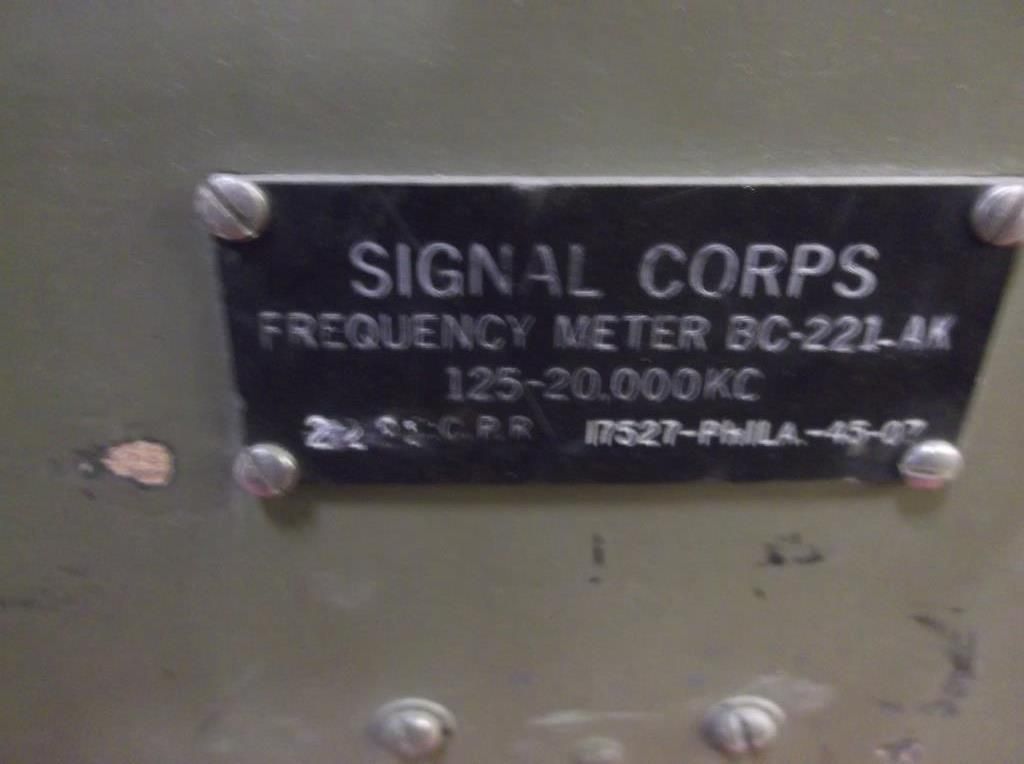 SIGNAL CORPS
FREQUENCY METER BC-221-AK
125-20,000KC
C.P.R. 17527-PHILA.-45-07